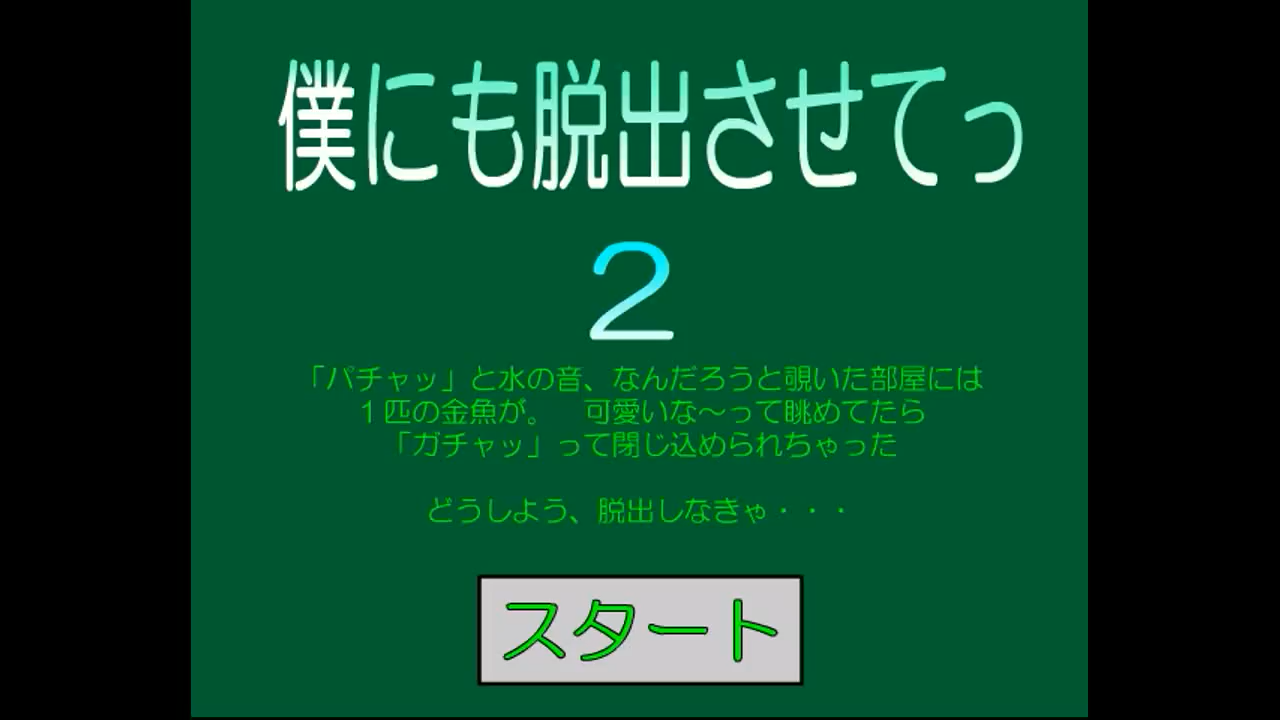 僕にも脱出させてっ
２
「パチャッ」と水の音、なんだろうと覗いた部屋には
１匹の金魚が。　可愛いな～って眺めてたら
「ガチャッ」って閉じ込められちゃった
どうしよう、脱出しなきゃ・・・
スタート